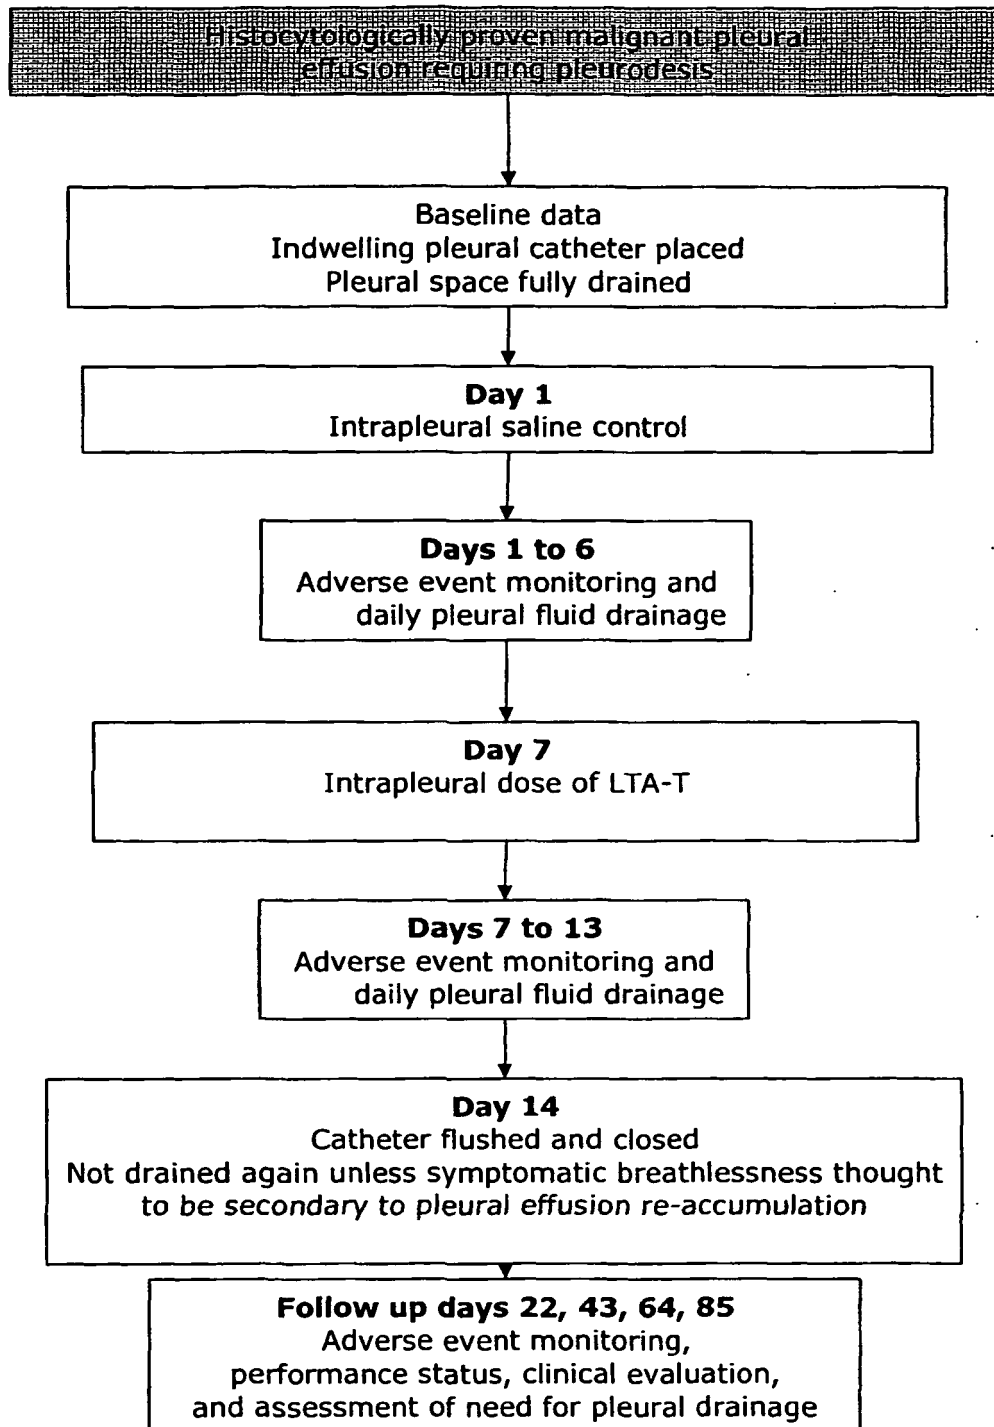 Histocytologically proven malignant pleural
effusion requiring pleurodesis
Baseline data
Indwelling pleural catheter placed
Pleural space fully drained
Day 1
Intrapleural saline control
Days 1 to 6
Adverse event monitoring and
daily pleural fluid drainage
Day 7
Intrapleural dose of LTA-T
Days 7 to 13
Adverse event monitoring and
daily pleural fluid drainage
Day 14
Catheter flushed and closed
Not drained again unless symptomatic breathlessness thought
to be secondary to pleural effusion re-accumulation
Follow up days 22, 43, 64, 85
Adverse event monitoring,
performance status, clinical evaluation,
and assessment of need for pleural drainage